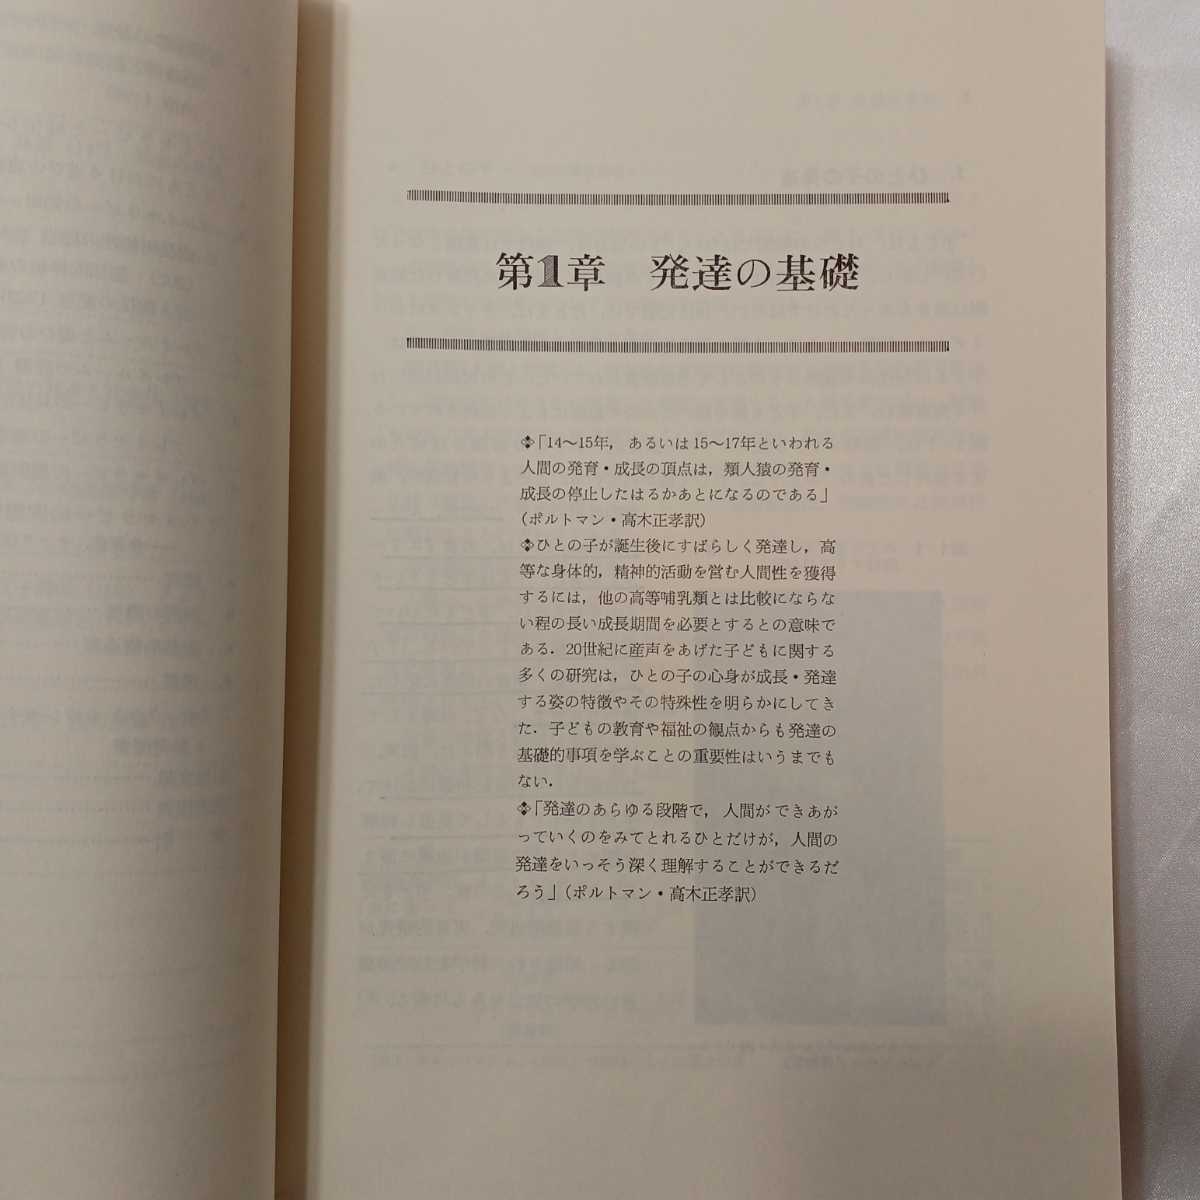 第1章 発達の基礎
❖「14〜15年，あるいは15〜17年といわれる
人間の発育・成長の頂点は，類人猿の発育・
成長の停止したはるかあとになるのである」
（ポルトマン・高木正孝訳）
❖ひとの子が誕生後にすばらしく発達し，高
等な身体的，精神的活動を営む人間性を獲得
するには，他の高等哺乳類とは比較にならな
い程の長い成長期間を必要とするとの意味で
ある．20世紀に産声をあげた子どもに関する
多くの研究は，ひとの子の心身が成長・発達
する姿の特徴やその特殊性を明らかにしてき
た．子どもの教育や福祉の観点からも発達の
基礎的事項を学ぶことの重要性はいうまでも
ない．
❖「発達のあらゆる段階で，人間ができあが
っていくのをみてとれるひとだけが，人間の
発達をいっそう深く理解することができるだ
ろう」（ポルトマン・高木正孝訳）